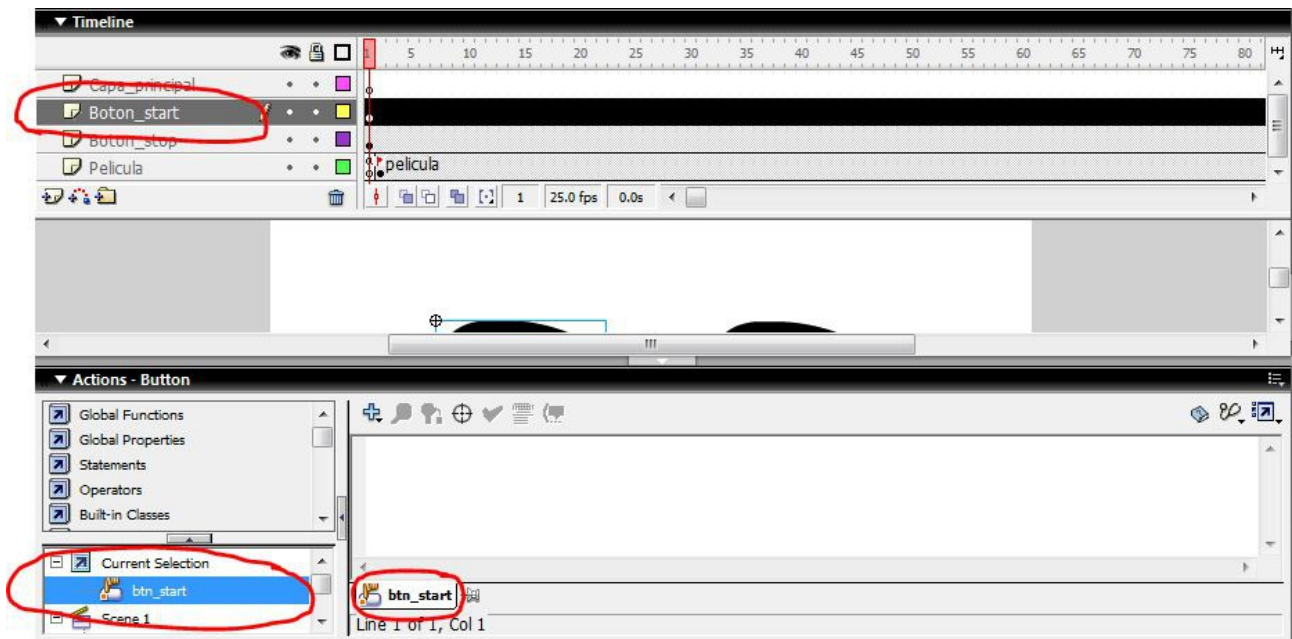 Timeline
1 5 10 15 20 25 30 35 40 45 50 55 60 65 70 75 80
Capa_principal
Boton_start
Boton_stop
Pelicula
pelicula
1 25.0 fps 0.0s
Actions - Button
Global Functions
Global Properties
Statements
Operators
Built-in Classes
Current Selection
btn_start
Scene 1
btn_start
Line 1 of 1, Col 1